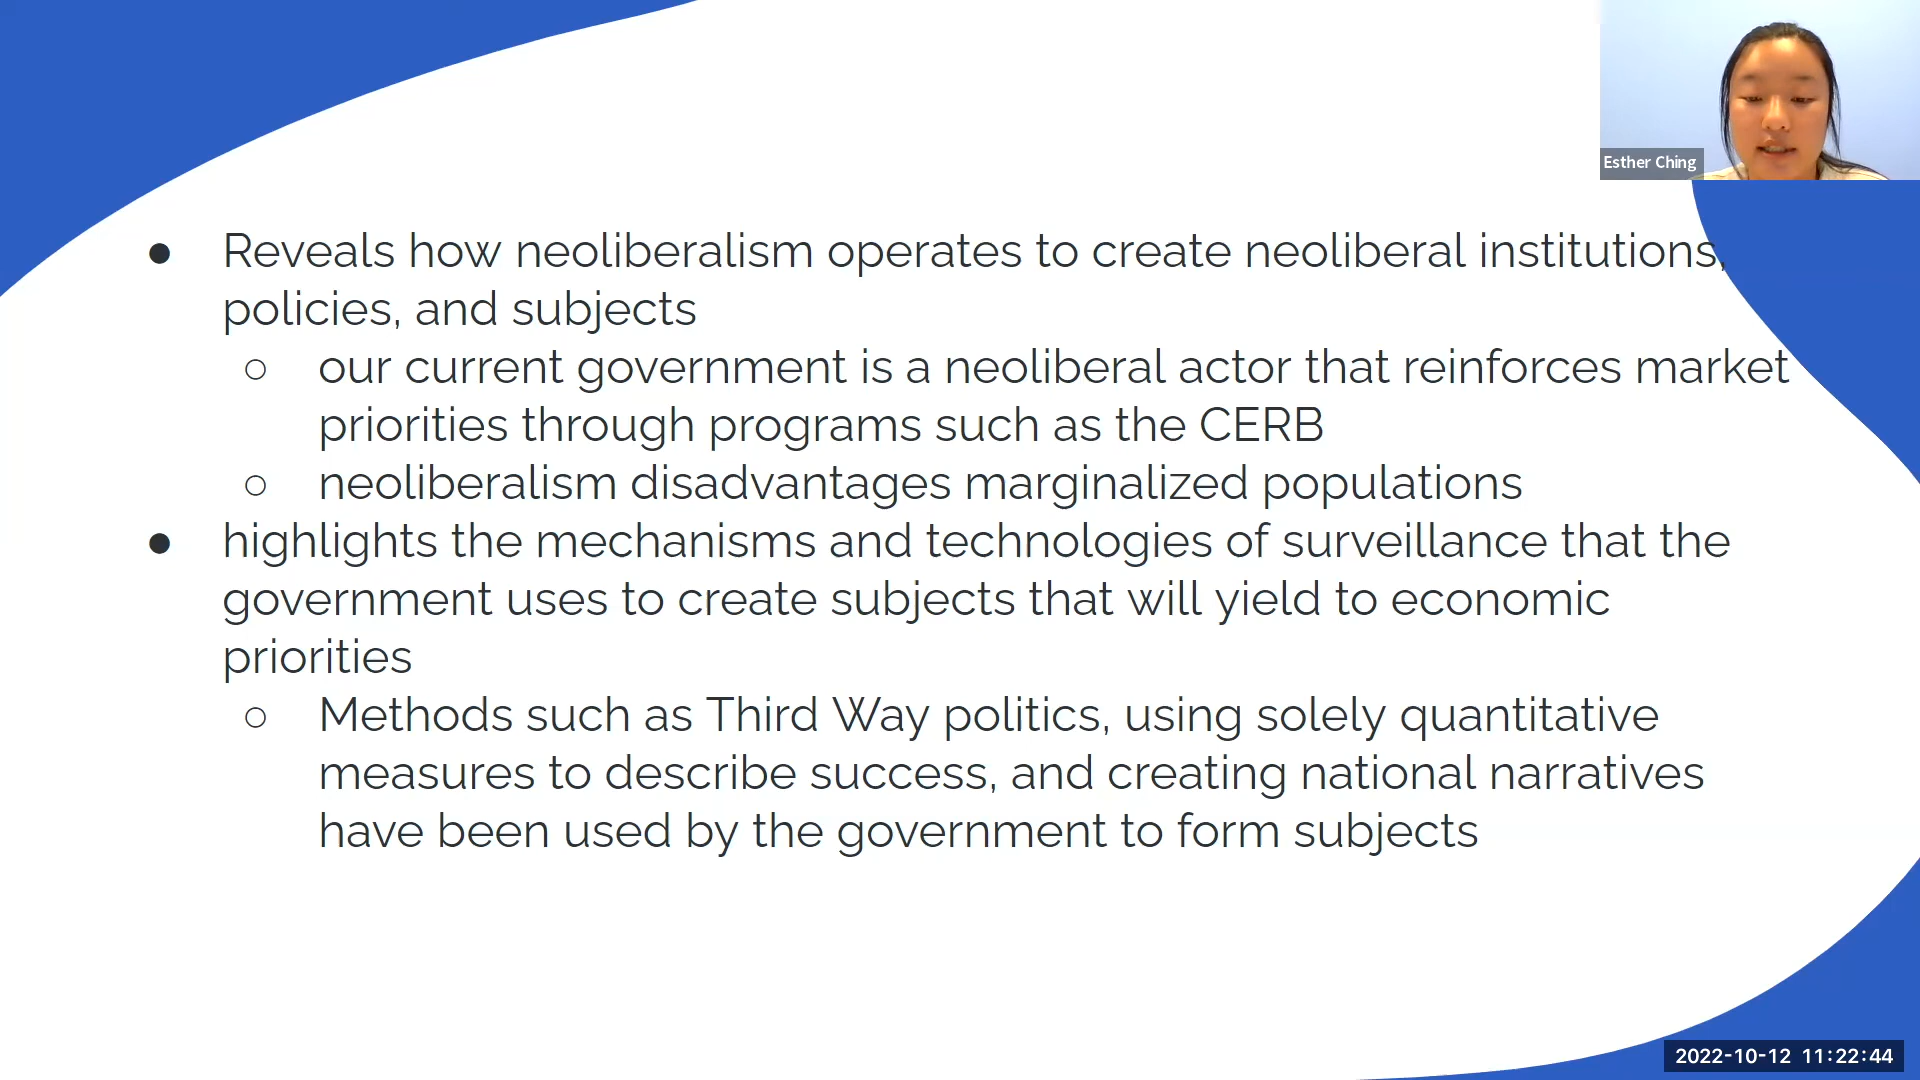 Esther Ching
● Reveals how neoliberalism operates to create neoliberal institutions,
policies, and subjects
○ our current government is a neoliberal actor that reinforces market
priorities through programs such as the CERB
○ neoliberalism disadvantages marginalized populations
● highlights the mechanisms and technologies of surveillance that the
government uses to create subjects that will yield to economic
priorities
○ Methods such as Third Way politics, using solely quantitative
measures to describe success, and creating national narratives
have been used by the government to form subjects
2022-10-12 11:22:44